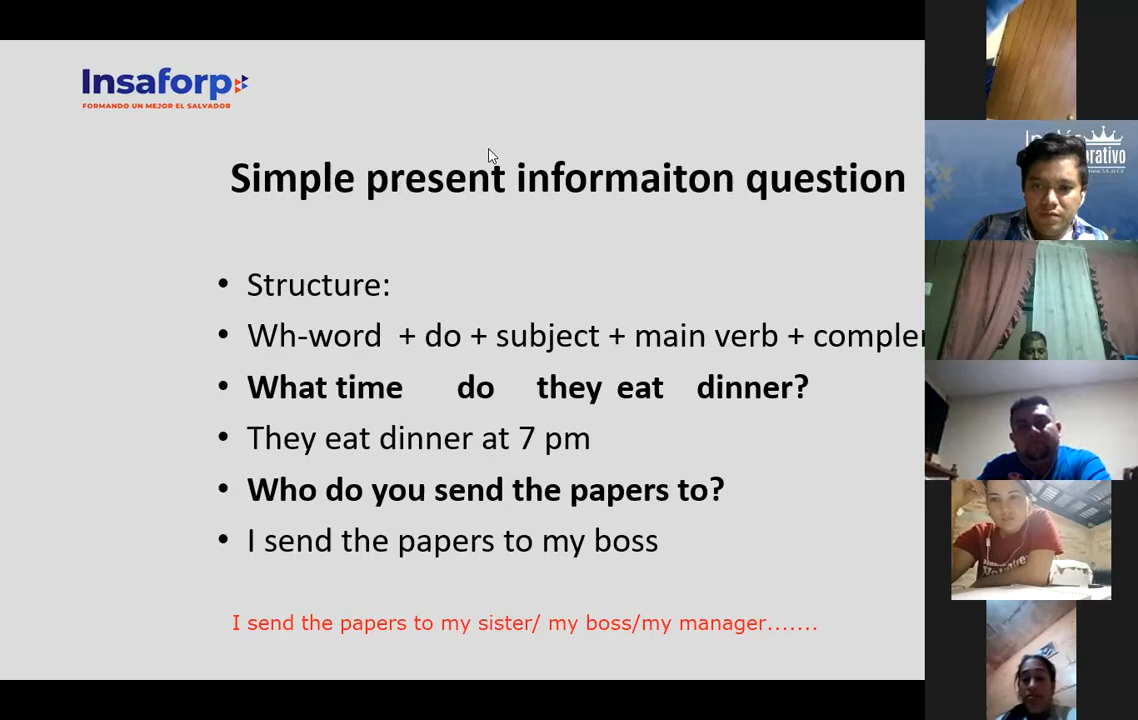 Insaforp
FORMANDO UN MEJOR EL SALVADOR
Simple present informaiton question
• Structure:
• Wh-word + do + subject + main verb +
• What time do they eat dinner?
• They eat dinner at 7 pm
• Who do you send the papers to?
• I send the papers to my boss
I send the papers to my sister/ my boss/my manager.......